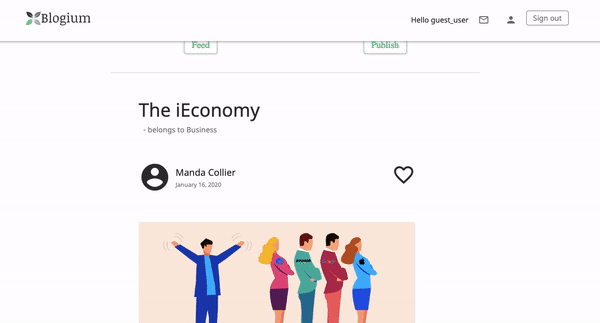 Blogium
Hello guest_user
Sign out
Feed
Publish
The iEconomy
- belongs to Business
Manda Collier
January 16, 2020